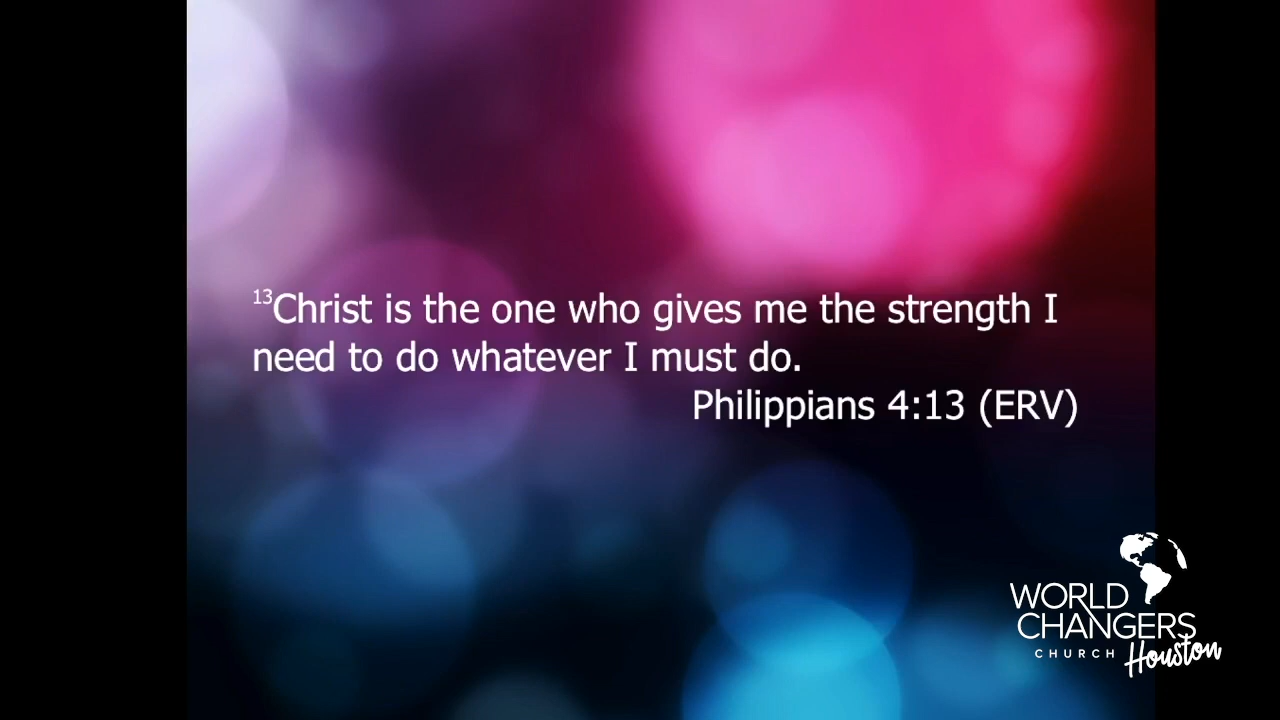 13Christ is the one who gives me the strength I
need to do whatever I must do.
Philippians 4:13 (ERV)
WORLD
CHANGERS
CHURCH Houston